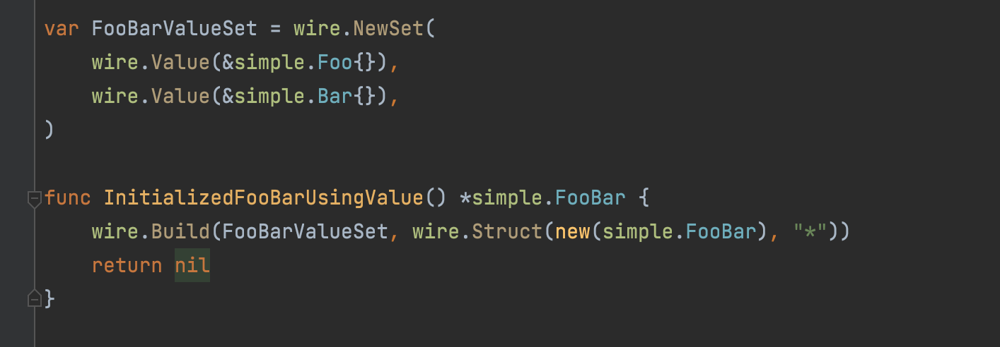 var FooBarValueSet = wire.NewSet(
    wire.Value(&simple.Foo{}),
    wire.Value(&simple.Bar{}),
)

func InitializedFooBarUsingValue() *simple.FooBar {
    wire.Build(FooBarValueSet, wire.Struct(new(simple.FooBar), "*"))
    return nil
}